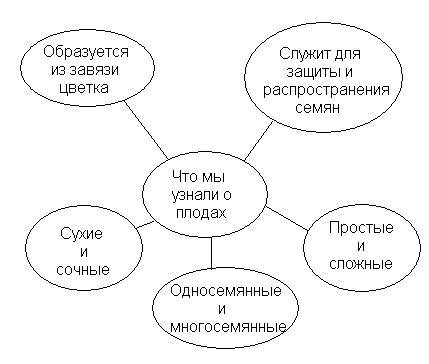 Образуется
из завязи
цветка
Служит для
защиты и
распространения
семян
Что мы
узнали о
плодах
Сухие
и
сочные
Простые
и
сложные
Односемянные
и
многосемянные